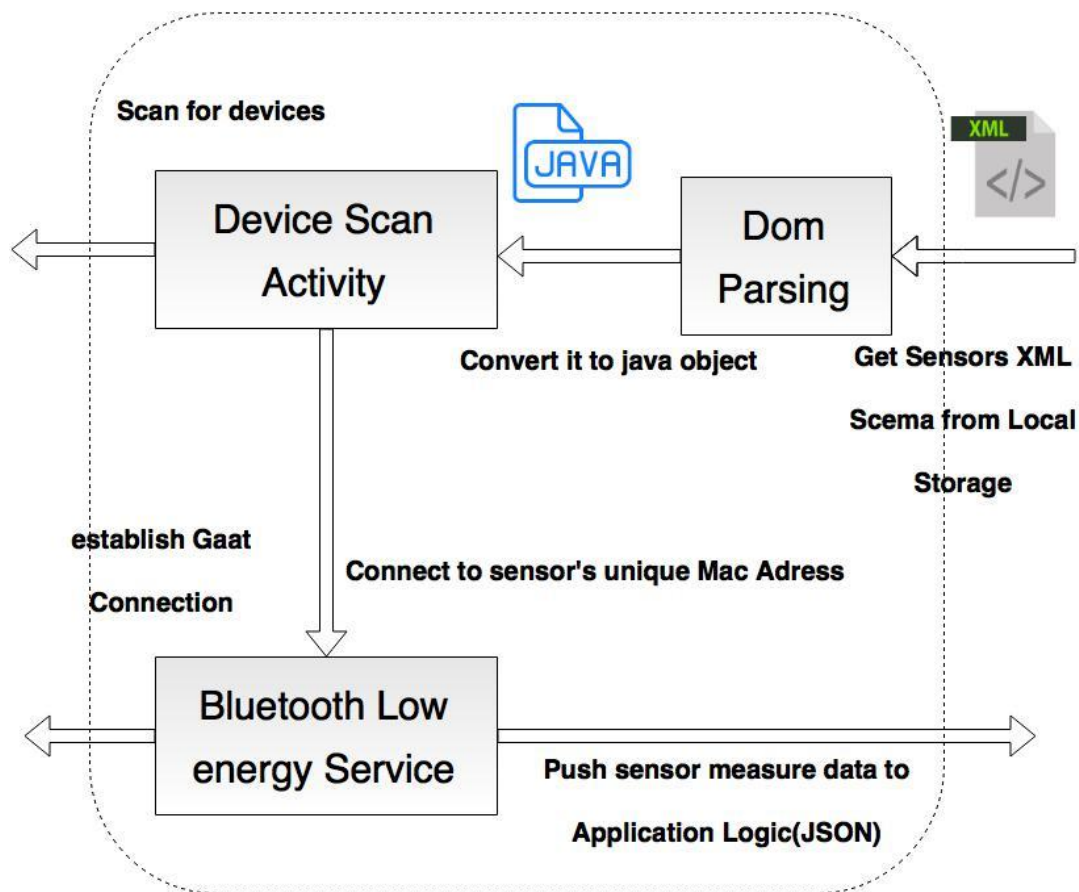 Scan for devices
JAVA
XML
Device Scan
Activity
Dom
Parsing
Convert it to java object
Get Sensors XML
Scema from Local
Storage
establish Gaat
Connection
Connect to sensor's unique Mac Adress
Bluetooth Low
energy Service
Push sensor measure data to
Application Logic(JSON)